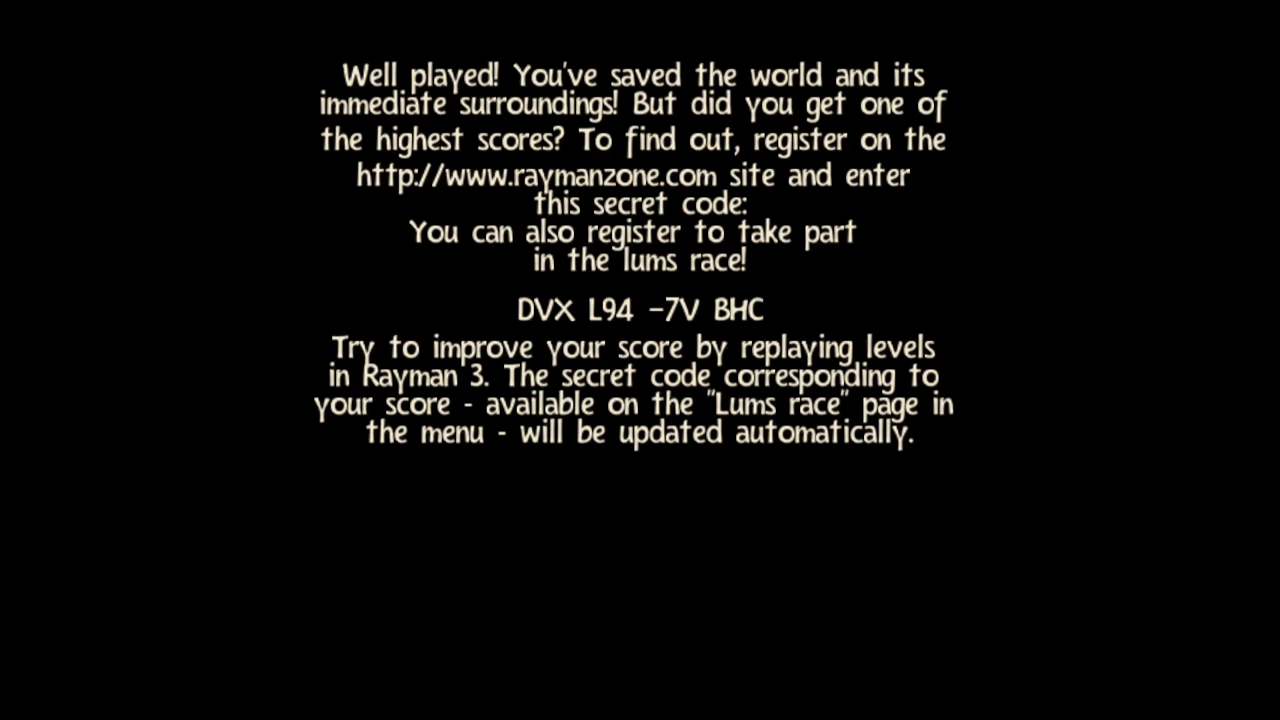 Well played! You've saved the world and its
immediate surroundings! But did you get one of
the highest scores? To find out, register on the
http://www.raymanzone.com site and enter
this secret code:
You can also register to take part
in the lums race!
DVX L94 -7V BHC
Try to improve your score by replaying levels
in Rayman 3. The secret code corresponding to
your score - available on the "Lums race" page in
the menu - will be updated automatically.